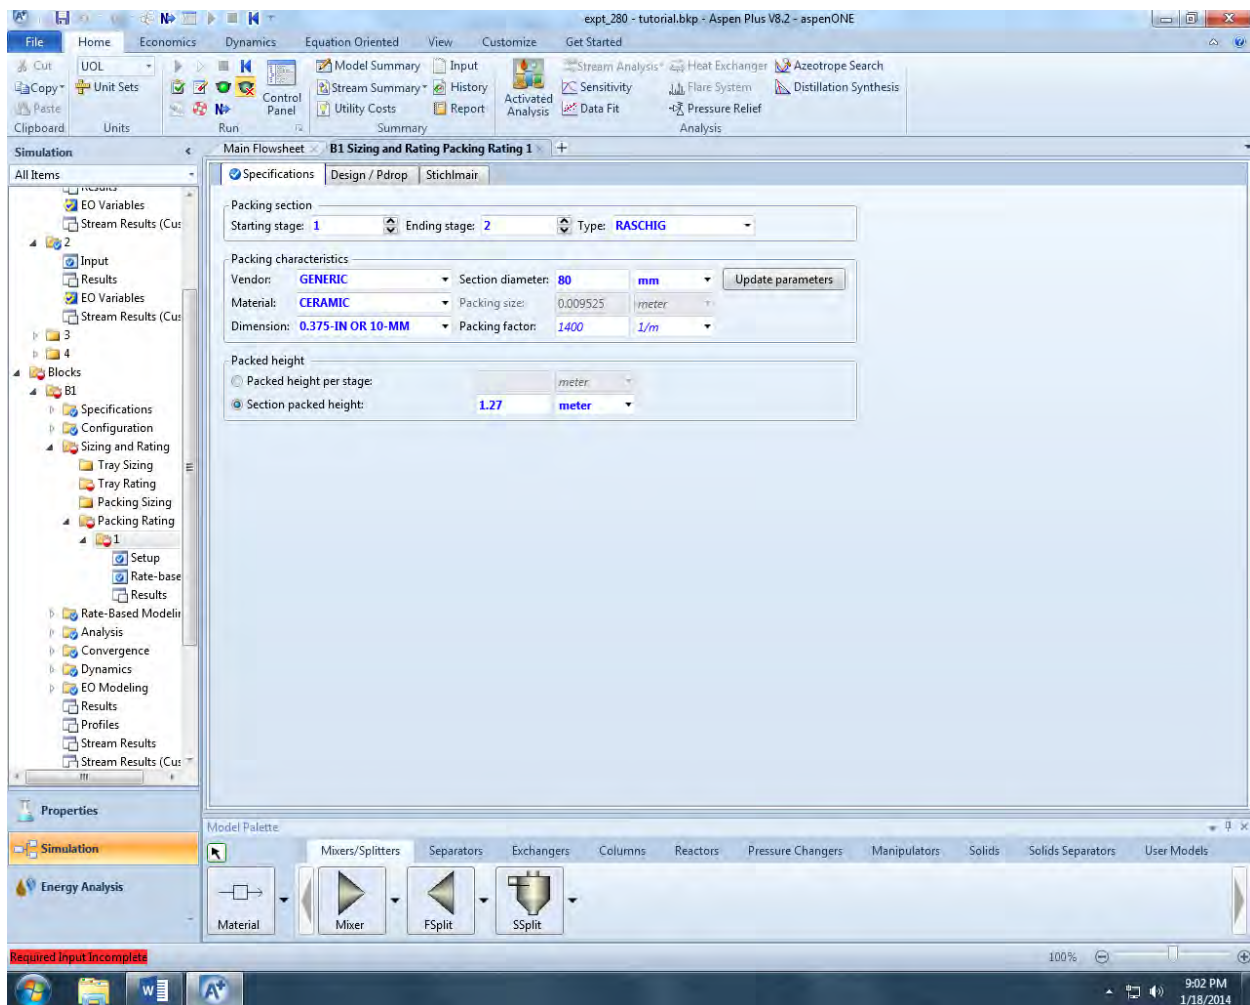 expt_280 - tutorial.bkp - Aspen Plus V8.2 - aspenONE
File Home Economics Dynamics Equation Oriented View Customize Get Started
Cut
Copy
Paste
Clipboard
UOL
Unit Sets
Units
N▸
Control Panel
Run
Model Summary Input
Stream Summary History
Utility Costs Report
Summary
Activated Analysis
Stream Analysis Heat Exchanger Azeotrope Search
Sensitivity Flare System Distillation Synthesis
Data Fit Pressure Relief
Analysis
Simulation
All Items
Results
EO Variables
Stream Results (Cus
2
Input
Results
EO Variables
Stream Results (Cus
3
4
Blocks
B1
Specifications
Configuration
Sizing and Rating
Tray Sizing
Tray Rating
Packing Sizing
Packing Rating
1
Setup
Rate-base
Results
Rate-Based Modelin
Analysis
Convergence
Dynamics
EO Modeling
Results
Profiles
Stream Results
Stream Results (Cus
Properties
Simulation
Energy Analysis
Main Flowsheet B1 Sizing and Rating Packing Rating 1 +
Specifications Design / Pdrop Stichlmair
Packing section
Starting stage: 1 Ending stage: 2 Type: RASCHIG
Packing characteristics
Vendor: GENERIC Section diameter: 80 mm Update parameters
Material: CERAMIC Packing size: 0.009525 meter
Dimension: 0.375-IN OR 10-MM Packing factor: 1400 1/m
Packed height
Packed height per stage: meter
Section packed height: 1.27 meter
Model Palette
Mixers/Splitters Separators Exchangers Columns Reactors Pressure Changers Manipulators Solids Solids Separators User Models
Material Mixer FSplit SSplit
Required Input Incomplete 100%
9:02 PM
1/18/2014